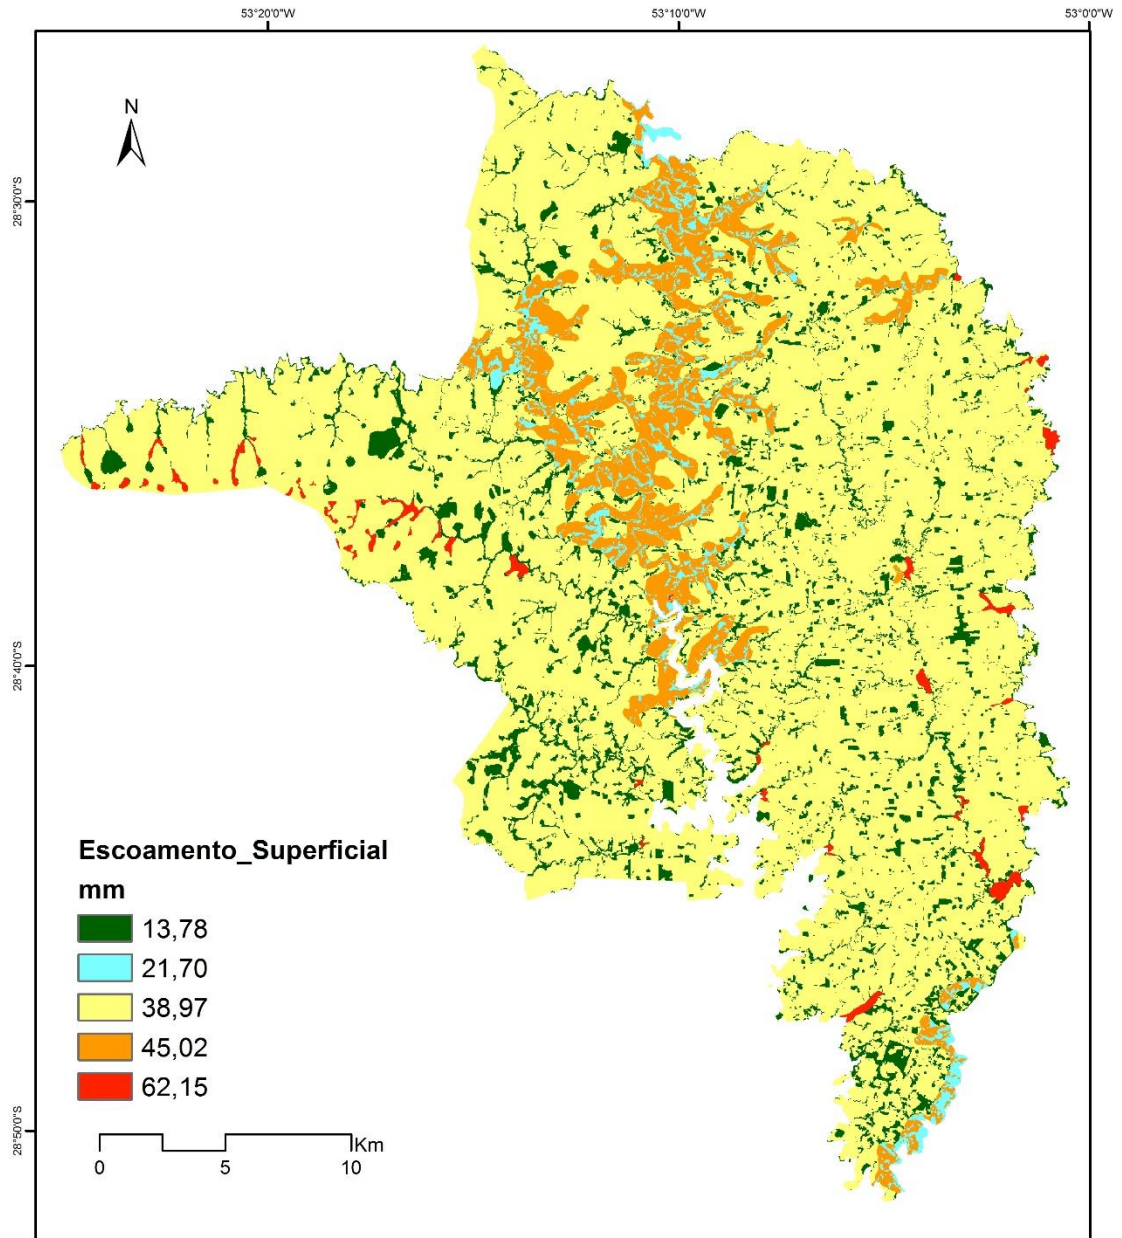 53°20'0"W
53°10'0"W
53°0'0"W
N
28°30'0"S
28°40'0"S
28°50'0"S
Escoamento_Superficial
mm
13,78
21,70
38,97
45,02
62,15
Km
0 5 10